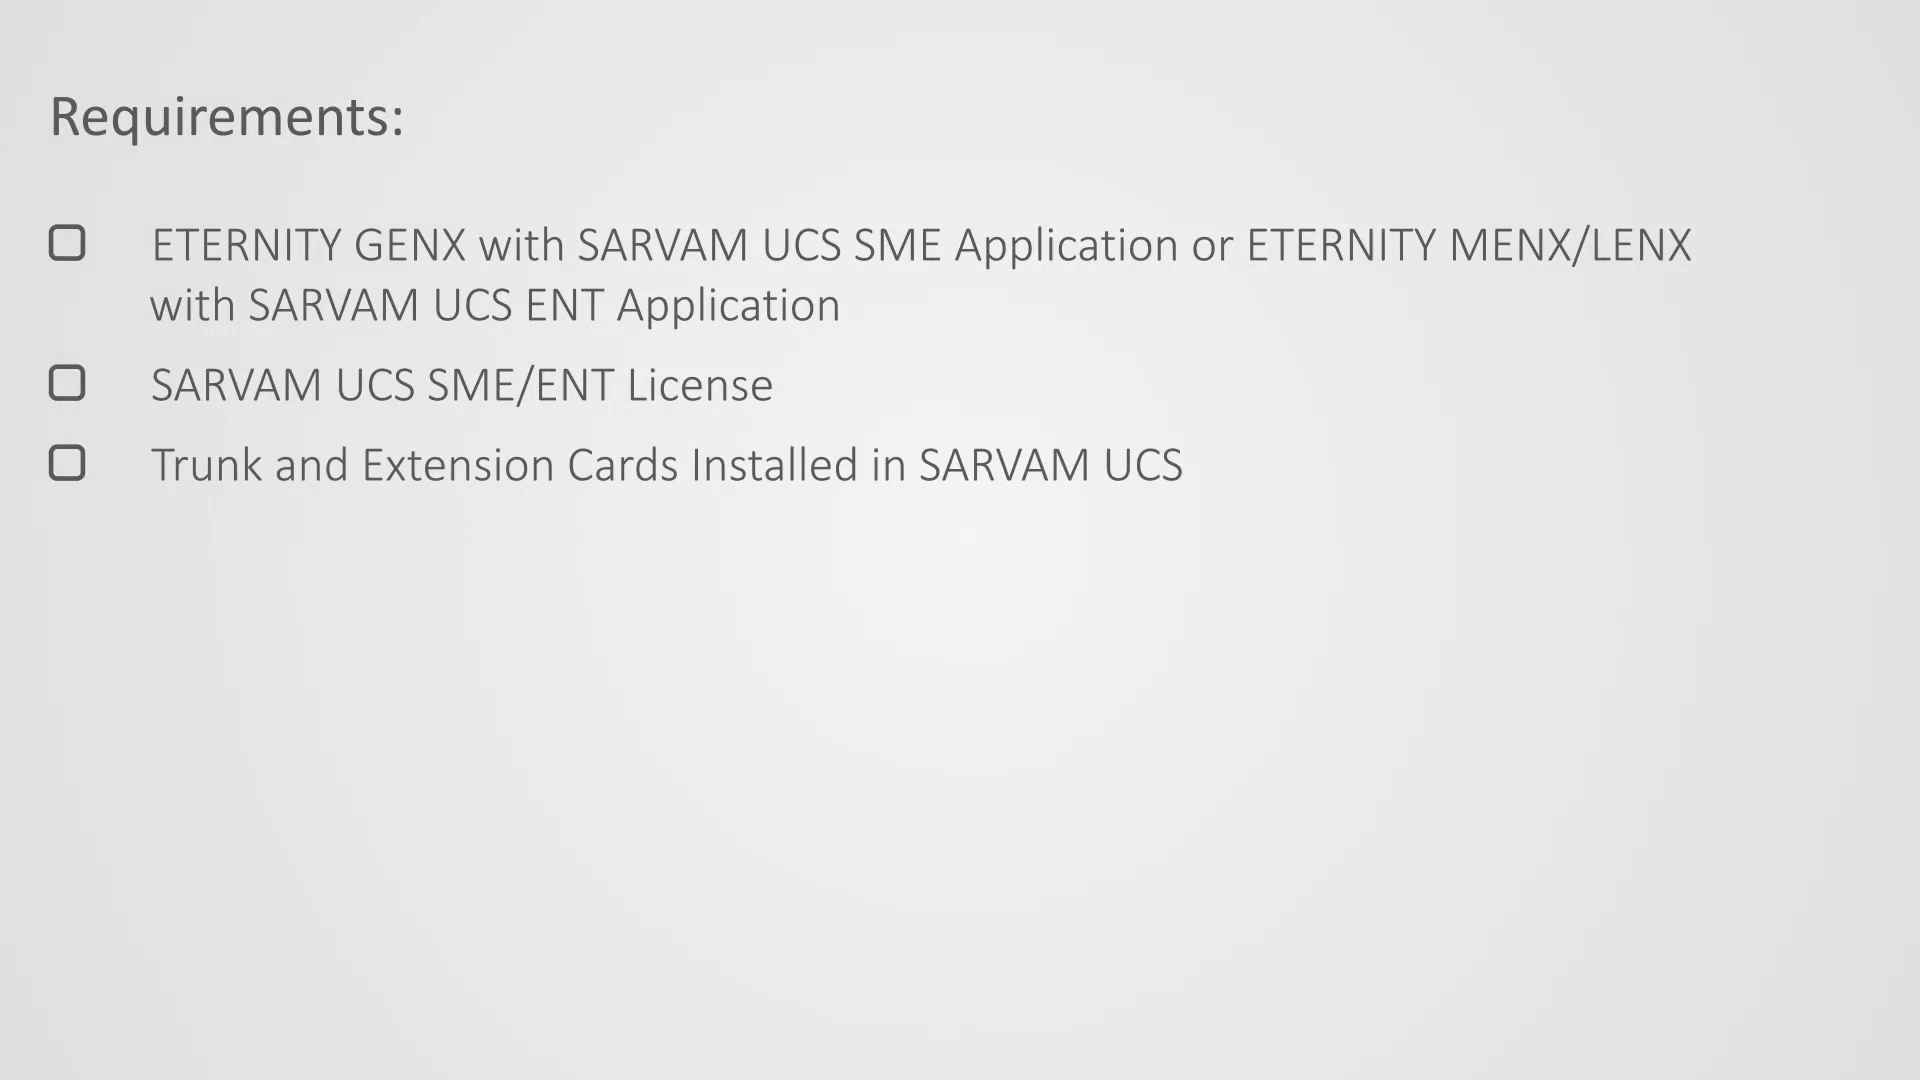 Requirements:
ETERNITY GENX with SARVAM UCS SME Application or ETERNITY MENX/LENX
with SARVAM UCS ENT Application
SARVAM UCS SME/ENT License
Trunk and Extension Cards Installed in SARVAM UCS